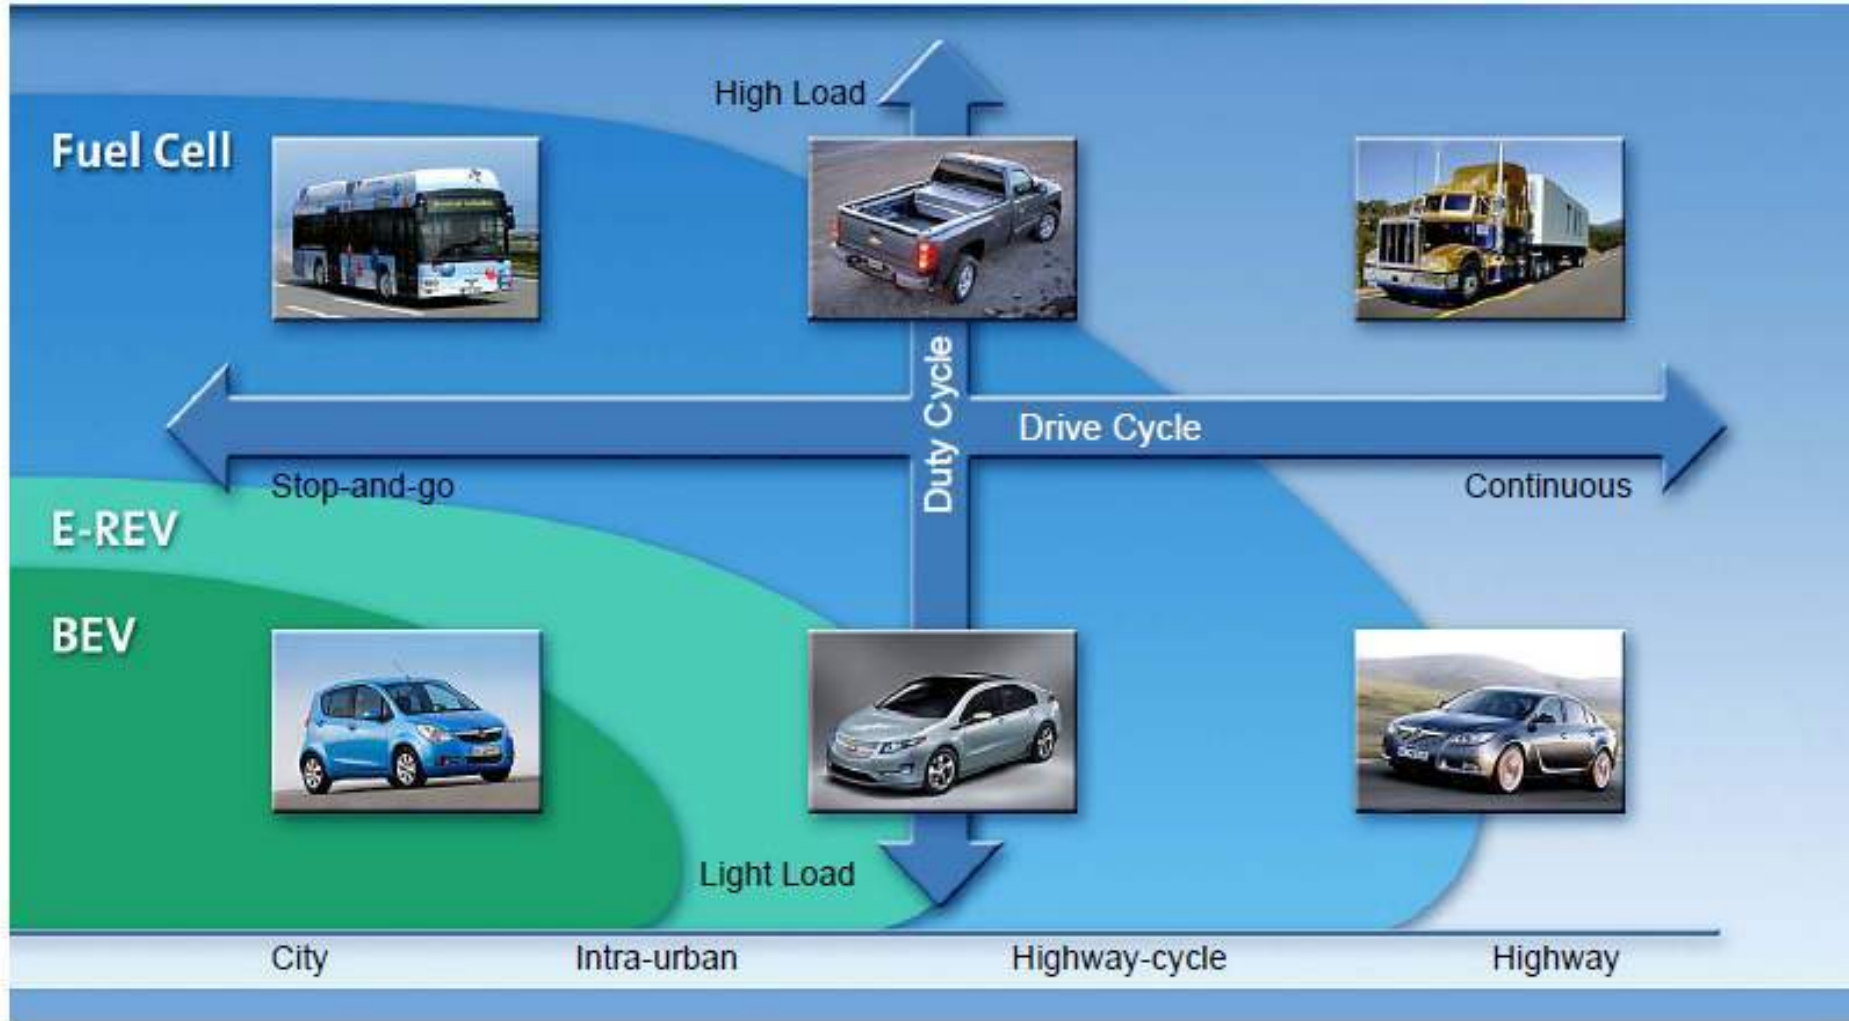 High Load
Fuel Cell
Duty Cycle
Drive Cycle
Stop-and-go
Continuous
E-REV
BEV
Light Load
City
Intra-urban
Highway-cycle
Highway